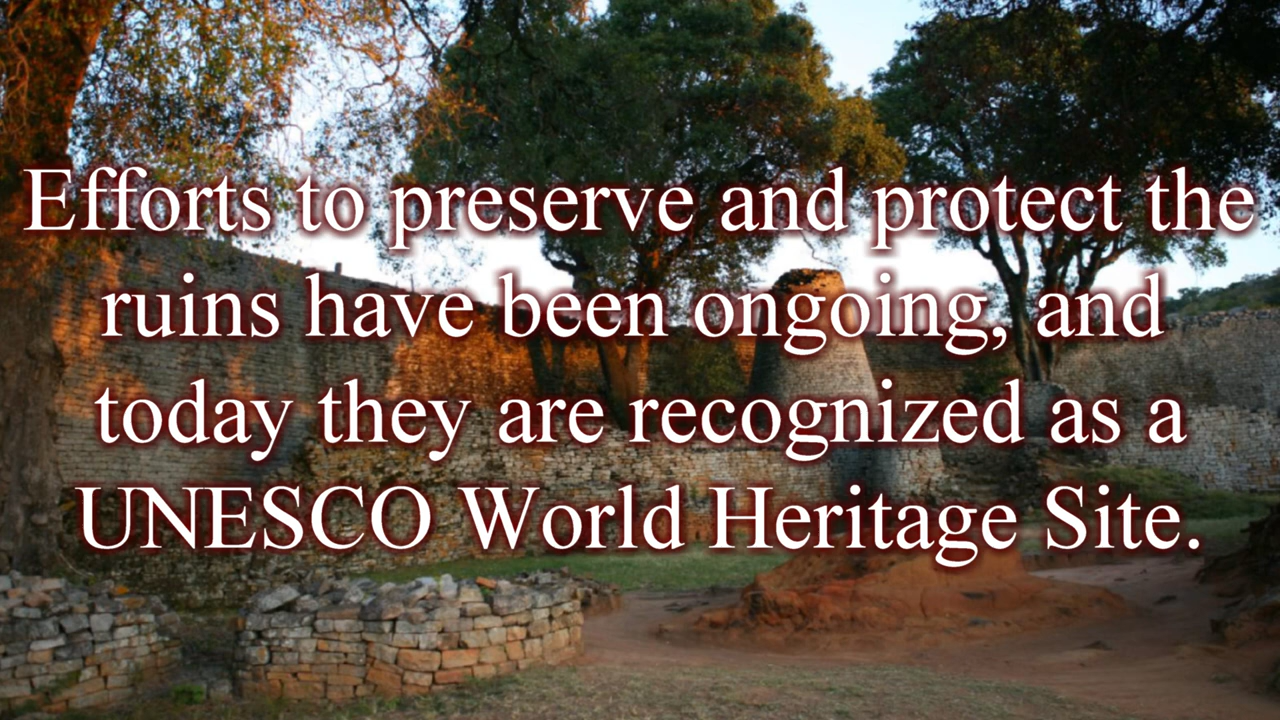 Efforts to preserve and protect the
ruins have been ongoing, and
today they are recognized as a
UNESCO World Heritage Site.